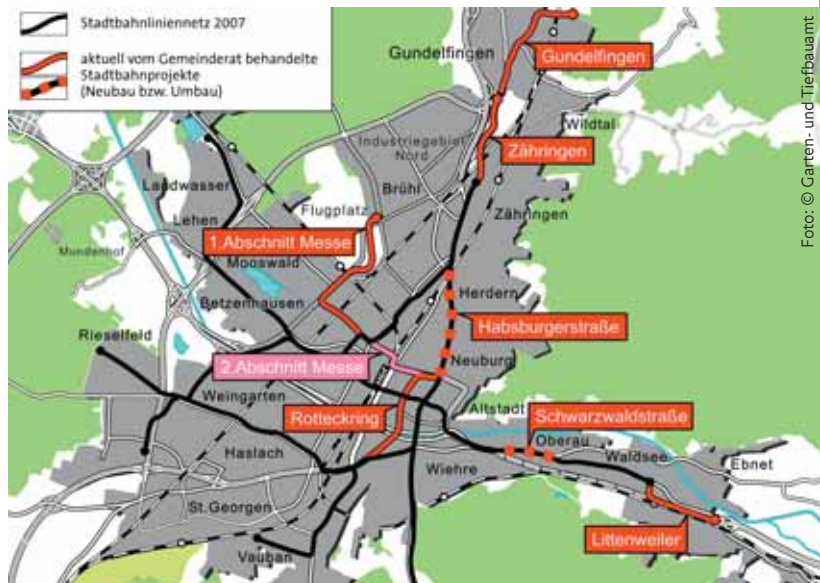 Stadtbahnliniennetz 2007
aktuell vom Gemeinderat behandelte
Stadtbahnprojekte
(Neubau bzw. Umbau)
Foto: © Garten- und Tiefbauamt
Gundelfingen
Gundelfingen
Wildtal
Industriegebiet
Nord
Zähringen
Landwasser
Brühl
Lehen
Flugplatz
Zähringen
1.Abschnitt Messe
Mundenhof
Mooswald
Betzenhausen
Herdern
Habsburgerstraße
Rieselfeld
2.Abschnitt Messe
Neuburg
Weingarten
Rotteckring
Altstadt
Schwarzwaldstraße
Oberau
Haslach
Waldsee
Ebnet
Wiehre
St.Georgen
Littenweiler
Vauban